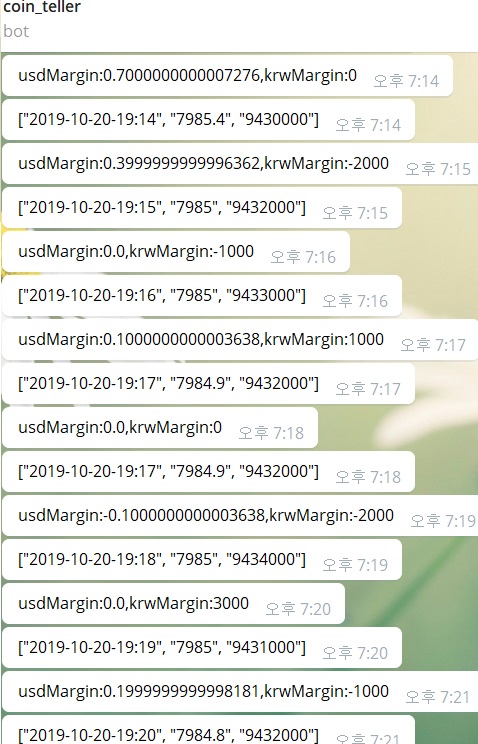 coin_teller
bot
usdMargin:0.7000000000007276,krwMargin:0 오후 7:14
["2019-10-20-19:14", "7985.4", "9430000"] 오후 7:14
usdMargin:0.3999999999996362,krwMargin:-2000 오후 7:15
["2019-10-20-19:15", "7985", "9432000"] 오후 7:15
usdMargin:0.0,krwMargin:-1000 오후 7:16
["2019-10-20-19:16", "7985", "9433000"] 오후 7:16
usdMargin:0.1000000000003638,krwMargin:1000 오후 7:17
["2019-10-20-19:17", "7984.9", "9432000"] 오후 7:17
usdMargin:0.0,krwMargin:0 오후 7:18
["2019-10-20-19:17", "7984.9", "9432000"] 오후 7:18
usdMargin:-0.1000000000003638,krwMargin:-2000 오후 7:19
["2019-10-20-19:18", "7985", "9434000"] 오후 7:19
usdMargin:0.0,krwMargin:3000 오후 7:20
["2019-10-20-19:19", "7985", "9431000"] 오후 7:20
usdMargin:0.1999999999998181,krwMargin:-1000 오후 7:21
["2019-10-20-19:20", "7984.8", "9432000"] 오후 7:21